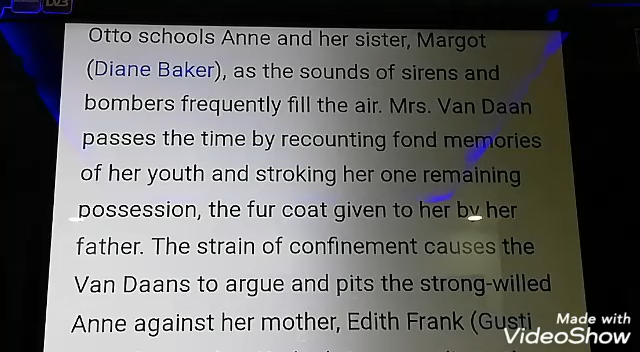 Otto schools Anne and her sister, Margot
(Diane Baker), as the sounds of sirens and
bombers frequently fill the air. Mrs. Van Daan
passes the time by recounting fond memories
of her youth and stroking her one remaining
possession, the fur coat given to her by her
father. The strain of confinement causes the
Van Daans to argue and pits the strong-willed
Anne against her mother, Edith Frank (Gusti
Made with
VideoShow